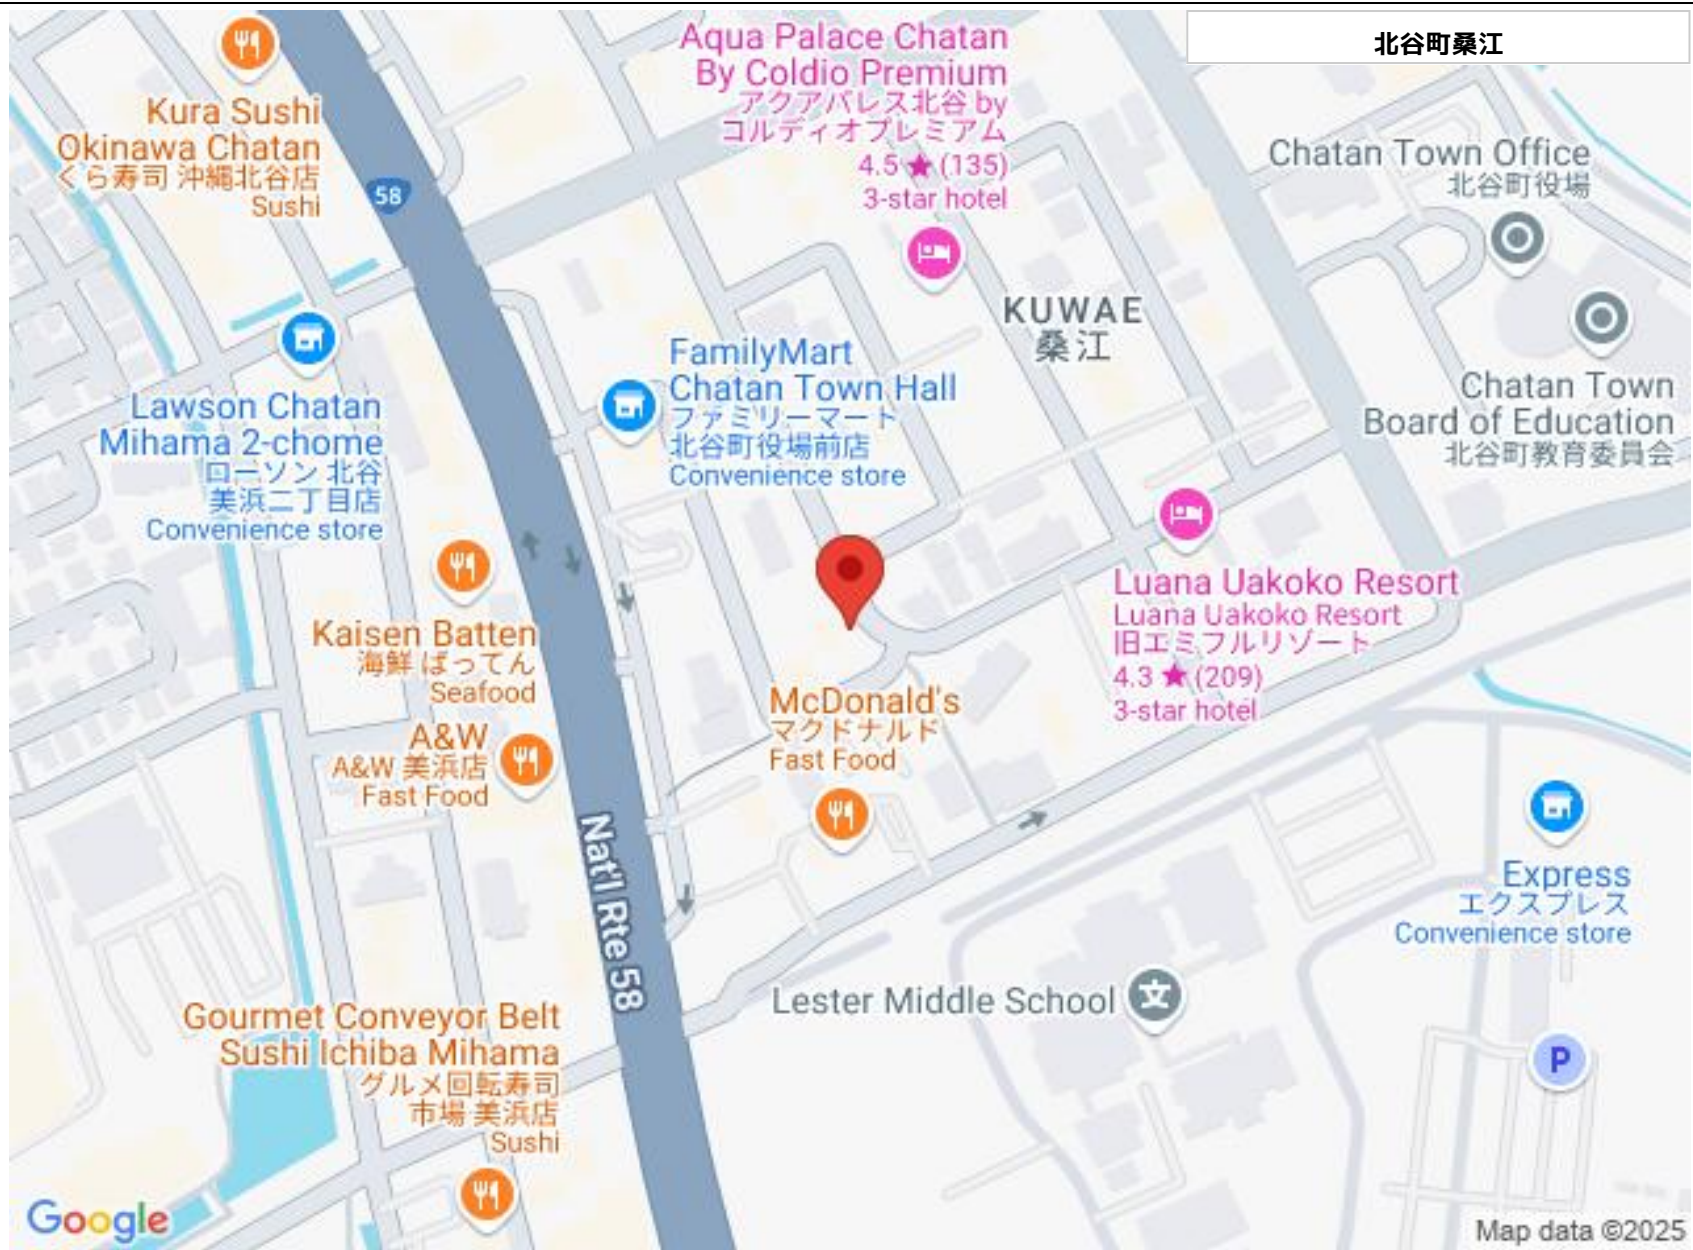 北谷町桑江
Aqua Palace Chatan
By Coldio Premium
アクアパレス北谷 by
コルディオプレミアム
4.5 ★ (135)
3-star hotel
Kura Sushi
Okinawa Chatan
くら寿司 沖縄北谷店
Sushi
58
Chatan Town Office
北谷町役場
KUWAE
桑江
FamilyMart
Chatan Town Hall
ファミリーマート
北谷町役場前店
Convenience store
Lawson Chatan
Mihama 2-chome
ローソン 北谷
美浜二丁目店
Convenience store
Chatan Town
Board of Education
北谷町教育委員会
Luana Uakoko Resort
Luana Uakoko Resort
旧エミフルリゾート
4.3 ★ (209)
3-star hotel
Kaisen Batten
海鮮 ばってん
Seafood
McDonald's
マクドナルド
Fast Food
A&W
A&W 美浜店
Fast Food
Nat'l Rte 58
Express
エクスプレス
Convenience store
Lester Middle School
文
Gourmet Conveyor Belt
Sushi Ichiba Mihama
グルメ回転寿司
市場 美浜店
Sushi
P
Google
Map data ©2025